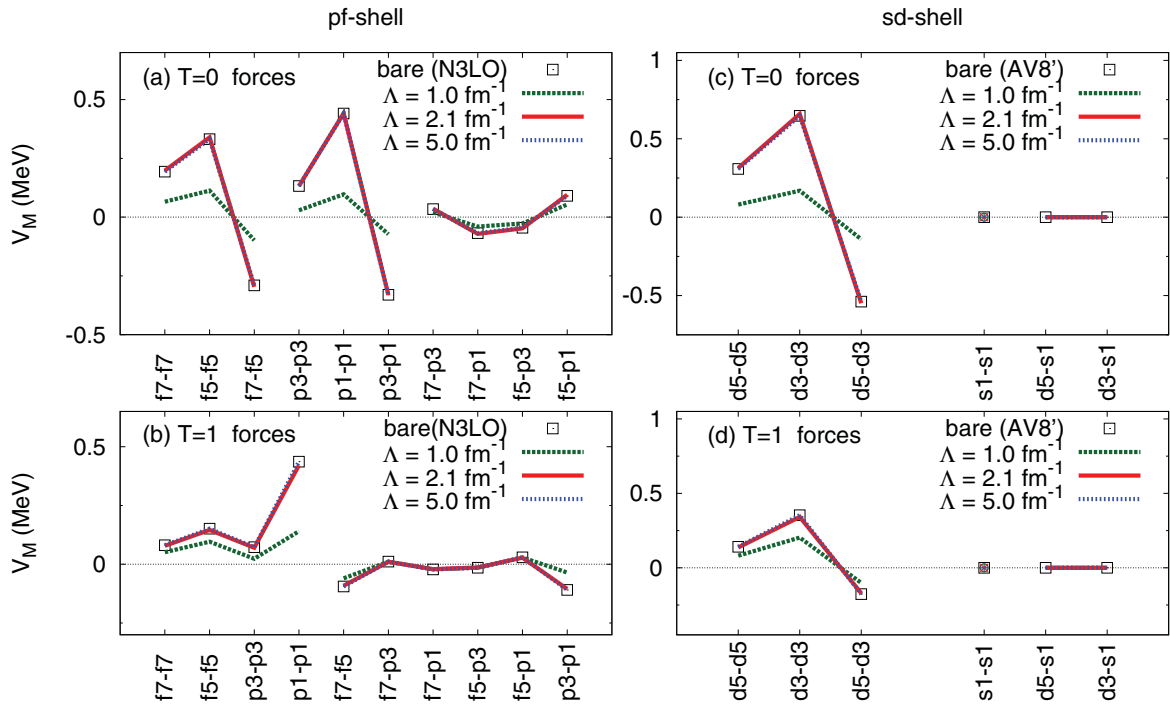 pf-shell
sd-shell
(a) T=0 forces
bare (N3LO)
Λ = 1.0 fm⁻¹
Λ = 2.1 fm⁻¹
Λ = 5.0 fm⁻¹
V_M (MeV)
0.5
0
-0.5
f7-f7
f5-f5
f7-f5
p3-p3
p1-p1
p3-p1
f7-p3
f7-p1
f5-p3
f5-p1
(c) T=0 forces
bare (AV8')
Λ = 1.0 fm⁻¹
Λ = 2.1 fm⁻¹
Λ = 5.0 fm⁻¹
1
0.5
0
-0.5
d5-d5
d3-d3
d5-d3
s1-s1
d5-s1
d3-s1
(b) T=1 forces
bare(N3LO)
Λ = 1.0 fm⁻¹
Λ = 2.1 fm⁻¹
Λ = 5.0 fm⁻¹
V_M (MeV)
0.5
0
f7-f7
f5-f5
p3-p3
p1-p1
f7-f5
f7-p3
f7-p1
f5-p3
f5-p1
p3-p1
(d) T=1 forces
bare (AV8')
Λ = 1.0 fm⁻¹
Λ = 2.1 fm⁻¹
Λ = 5.0 fm⁻¹
1
0.5
0
d5-d5
d3-d3
d5-d3
s1-s1
d5-s1
d3-s1